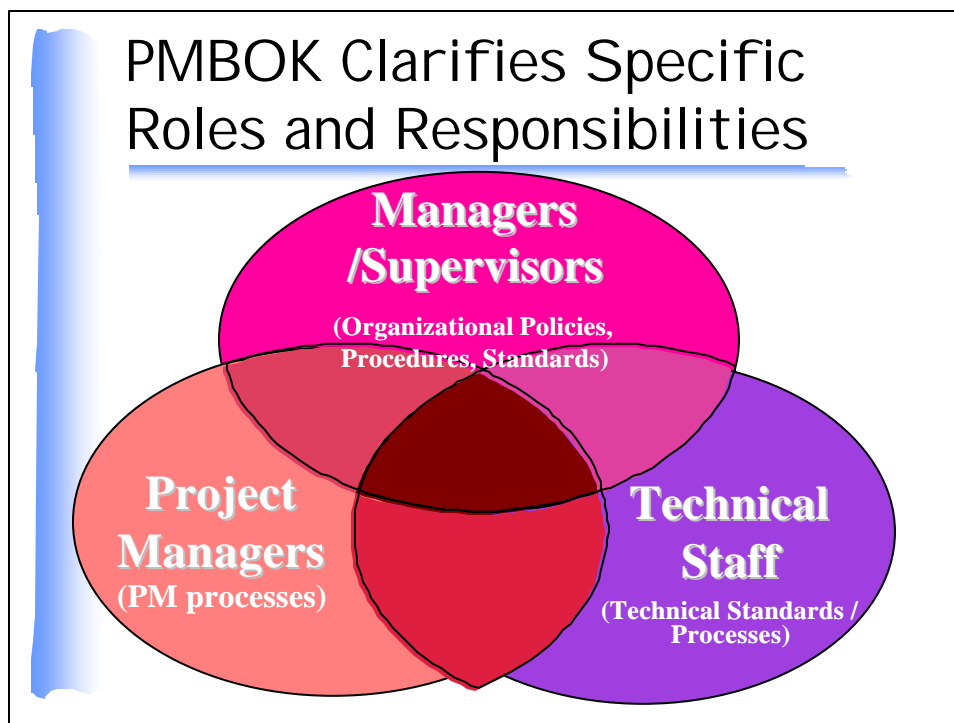 PMBOK Clarifies Specific
Roles and Responsibilities
Managers
/Supervisors
(Organizational Policies,
Procedures, Standards)
Project
Managers
(PM processes)
Technical
Staff
(Technical Standards /
Processes)